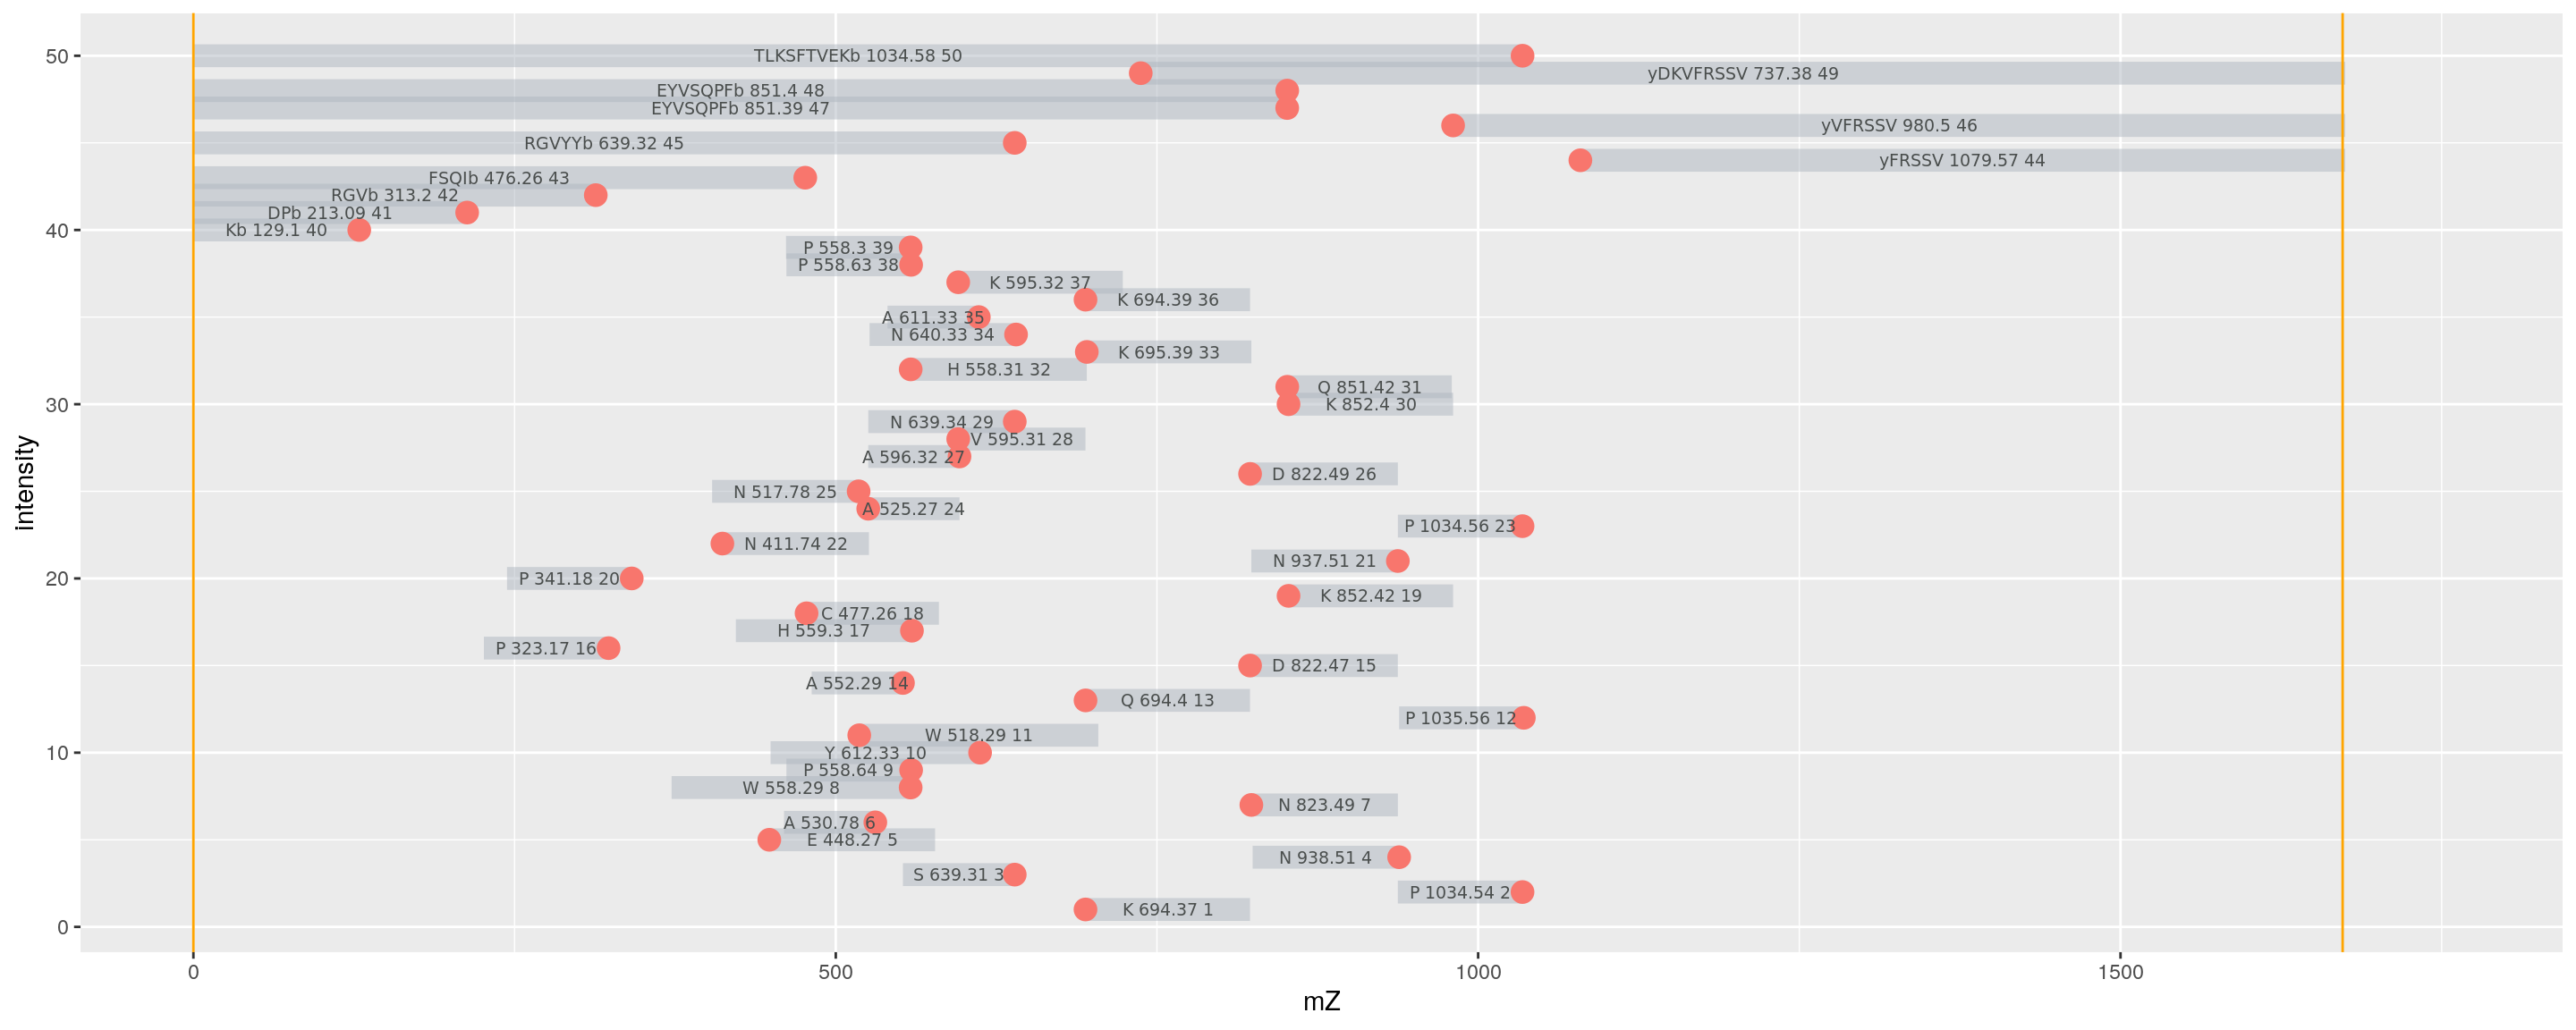 50
TLKSFTVEKb 1034.58 50
yDKVFRSSV 737.38 49
EYVSQPFb 851.4 48
EYVSQPFb 851.39 47
yVFRSSV 980.5 46
RGVYYb 639.32 45
yFRSSV 1079.57 44
FSQIb 476.26 43
RGVb 313.2 42
DPb 213.09 41
40
Kb 129.1 40
P 558.3 39
P 558.63 38
K 595.32 37
K 694.39 36
A 611.33 35
N 640.33 34
K 695.39 33
H 558.31 32
Q 851.42 31
30
K 852.4 30
N 639.34 29
V 595.31 28
A 596.32 27
D 822.49 26
N 517.78 25
A 525.27 24
P 1034.56 23
N 411.74 22
N 937.51 21
20
P 341.18 20
K 852.42 19
C 477.26 18
H 559.3 17
P 323.17 16
D 822.47 15
A 552.29 14
Q 694.4 13
P 1035.56 12
W 518.29 11
10
Y 612.33 10
P 558.64 9
W 558.29 8
N 823.49 7
A 530.78 6
E 448.27 5
N 938.51 4
S 639.31 3
P 1034.54 2
K 694.37 1
0
intensity
0
500
1000
1500
mZ